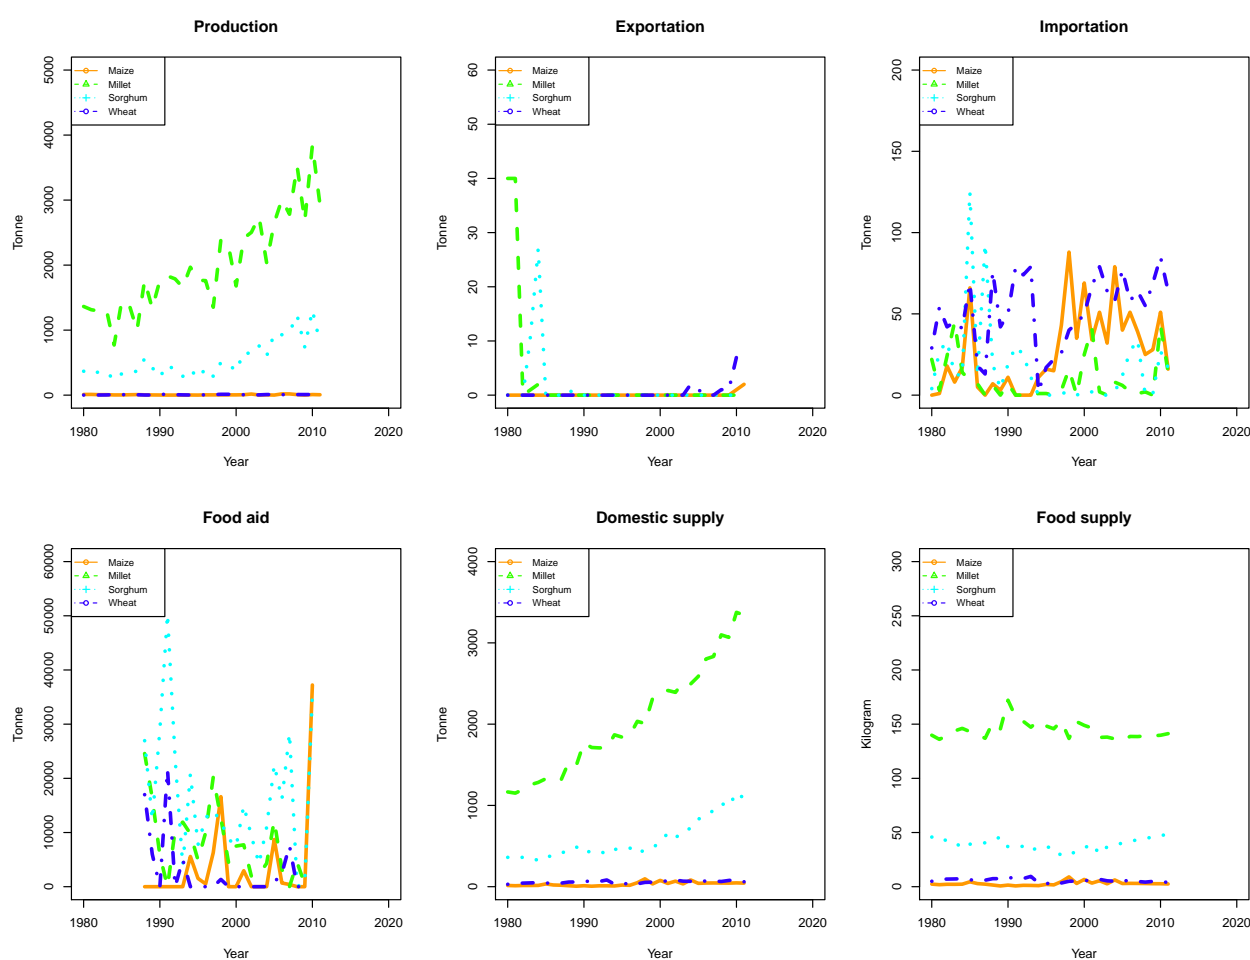 Production
5000
4000
3000
2000
1000
0
Tonne
Maize
Millet
Sorghum
Wheat
1980 1990 2000 2010 2020
Year
Exportation
60
50
40
30
20
10
0
Tonne
Maize
Millet
Sorghum
Wheat
1980 1990 2000 2010 2020
Year
Importation
200
150
100
50
0
Tonne
Maize
Millet
Sorghum
Wheat
1980 1990 2000 2010 2020
Year
Food aid
60000
50000
40000
30000
20000
10000
0
Tonne
Maize
Millet
Sorghum
Wheat
1980 1990 2000 2010 2020
Year
Domestic supply
4000
3000
2000
1000
0
Tonne
Maize
Millet
Sorghum
Wheat
1980 1990 2000 2010 2020
Year
Food supply
300
250
200
150
100
50
0
Kilogram
Maize
Millet
Sorghum
Wheat
1980 1990 2000 2010 2020
Year